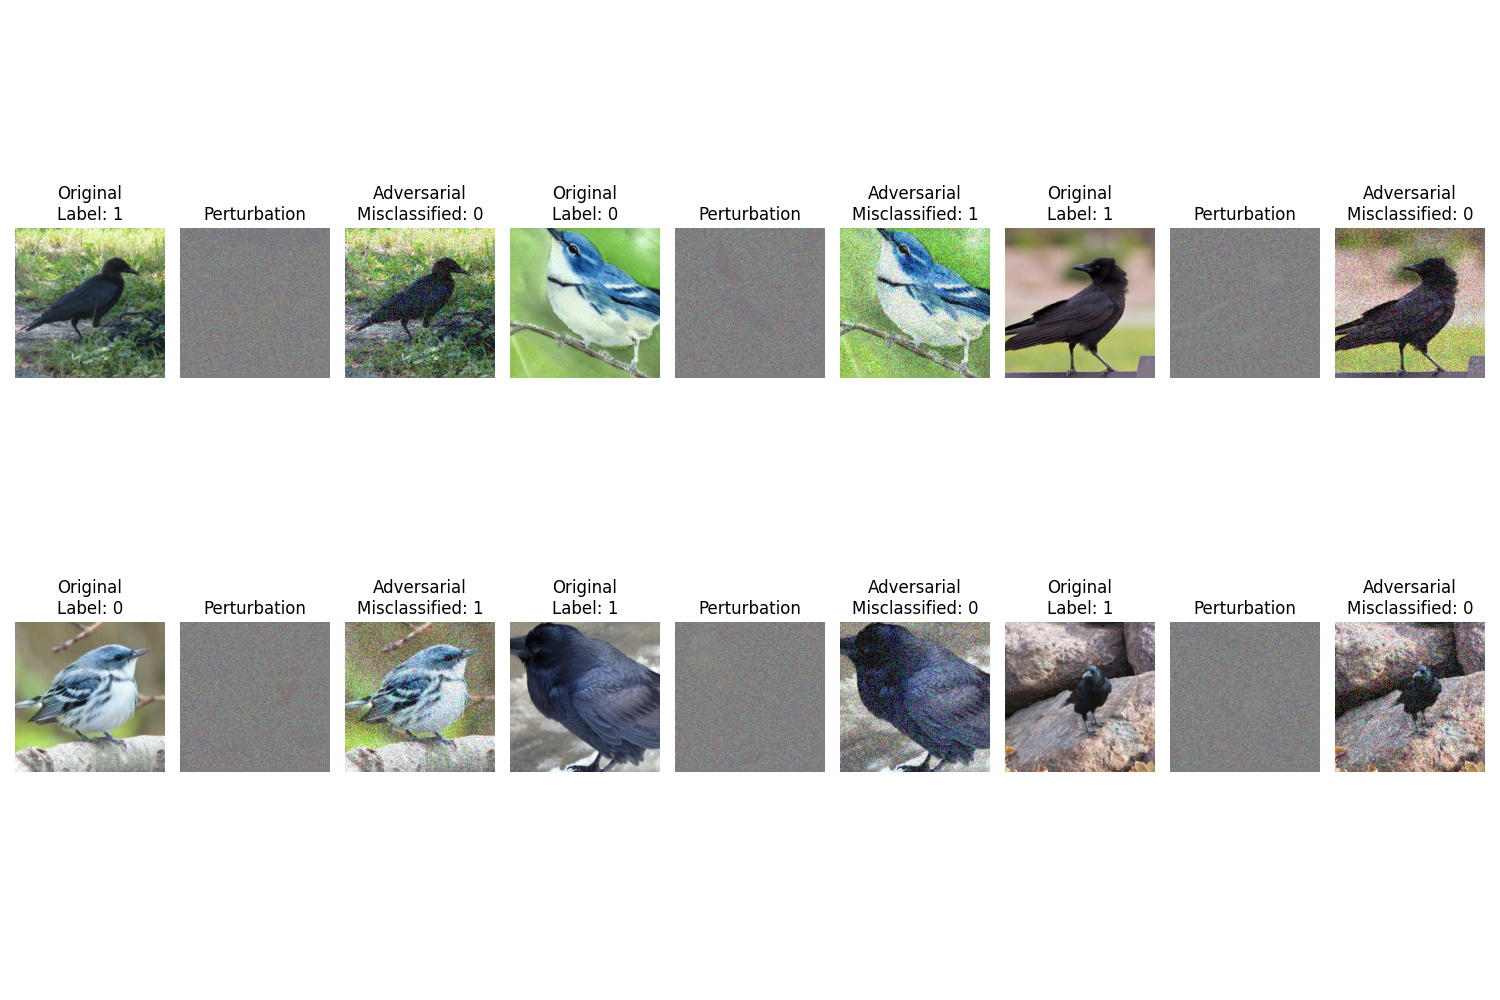 Original
Label: 1
Perturbation
Adversarial
Misclassified: 0
Original
Label: 0
Perturbation
Adversarial
Misclassified: 1
Original
Label: 1
Perturbation
Adversarial
Misclassified: 0
Original
Label: 0
Perturbation
Adversarial
Misclassified: 1
Original
Label: 1
Perturbation
Adversarial
Misclassified: 0
Original
Label: 1
Perturbation
Adversarial
Misclassified: 0